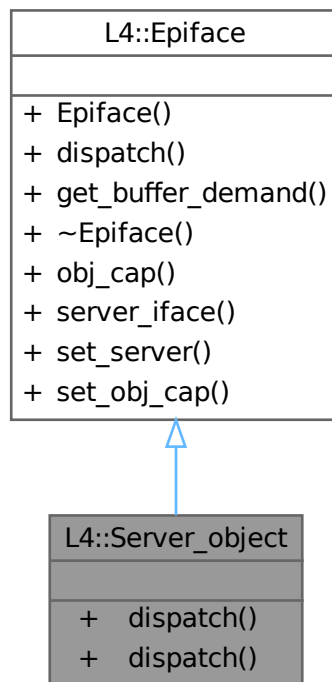 L4::Epiface
+ Epiface()
+ dispatch()
+ get_buffer_demand()
+ ~Epiface()
+ obj_cap()
+ server_iface()
+ set_server()
+ set_obj_cap()
L4::Server_object
+ dispatch()
+ dispatch()